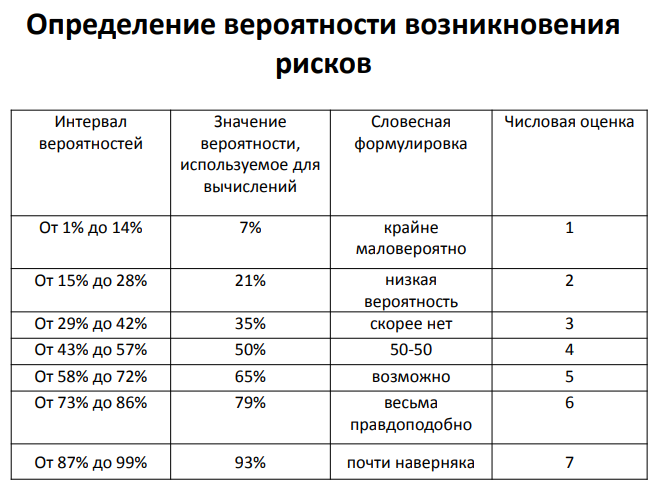 Определение вероятности возникновения
рисков
Интервал
вероятностей
Значение
вероятности,
используемое для
вычислений
Словесная
формулировка
Числовая оценка
От 1% до 14%
7%
крайне
маловероятно
1
От 15% до 28%
21%
низкая
вероятность
2
От 29% до 42%
35%
скорее нет
3
От 43% до 57%
50%
50-50
4
От 58% до 72%
65%
возможно
5
От 73% до 86%
79%
весьма
правдоподобно
6
От 87% до 99%
93%
почти наверняка
7